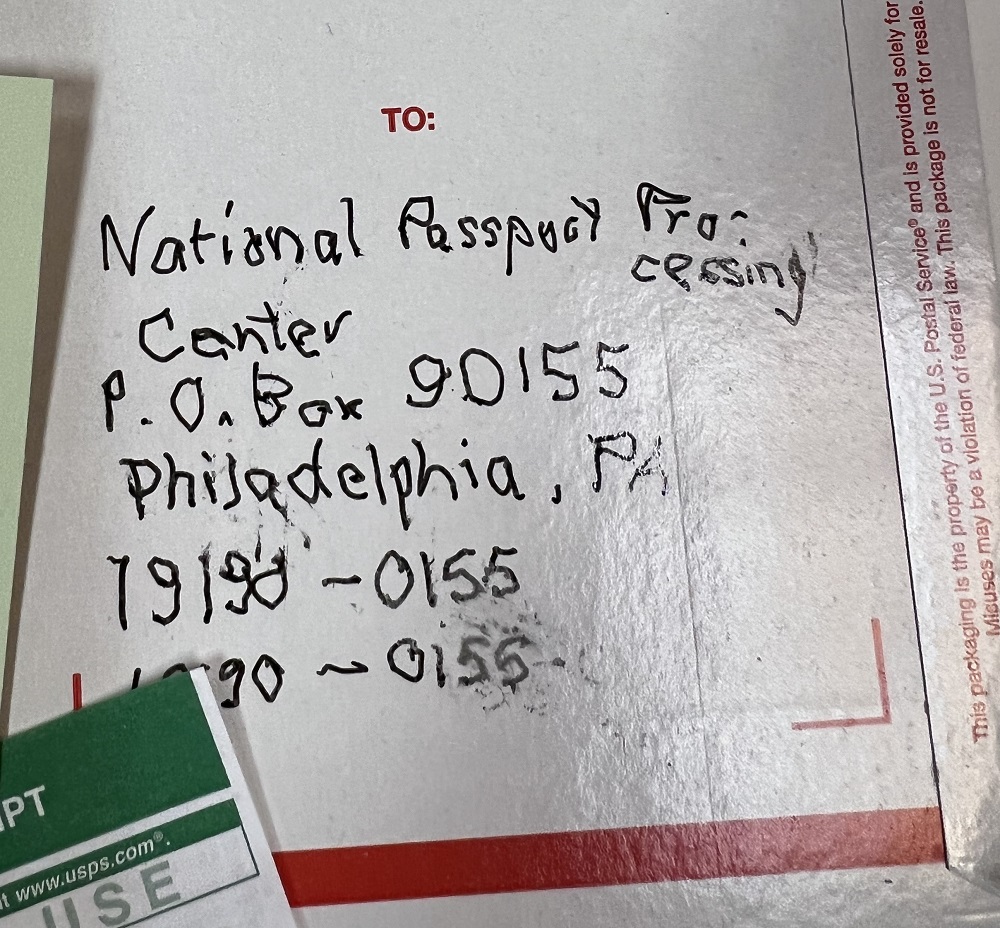 TO:
National Passport Pro-
cessing
Center
P.O. Box 90155
Philadelphia, PA
19190-0155
90 ~ 0155
This packaging is the property of the U.S. Postal Service® and is provided solely for
Misuses may be a violation of federal law. This package is not for resale.
IPT
t www.usps.com®.
USE